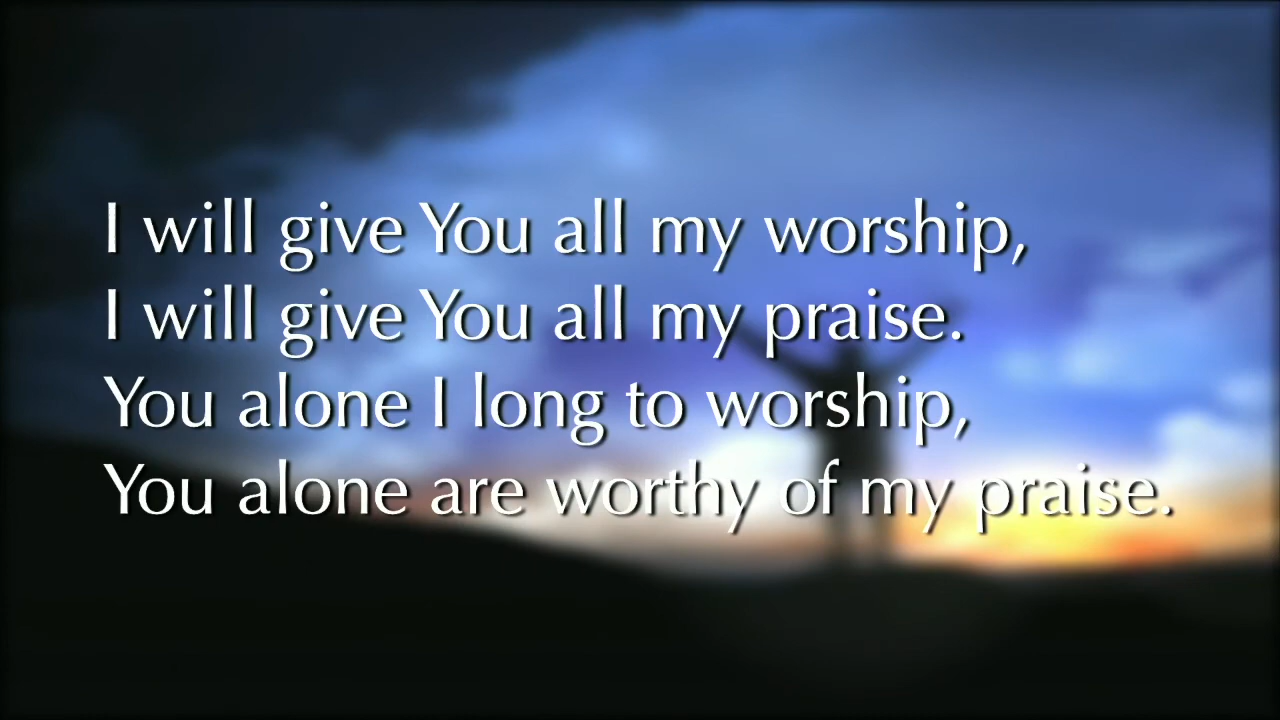 I will give You all my worship,
I will give You all my praise.
You alone I long to worship,
You alone are worthy of my praise.